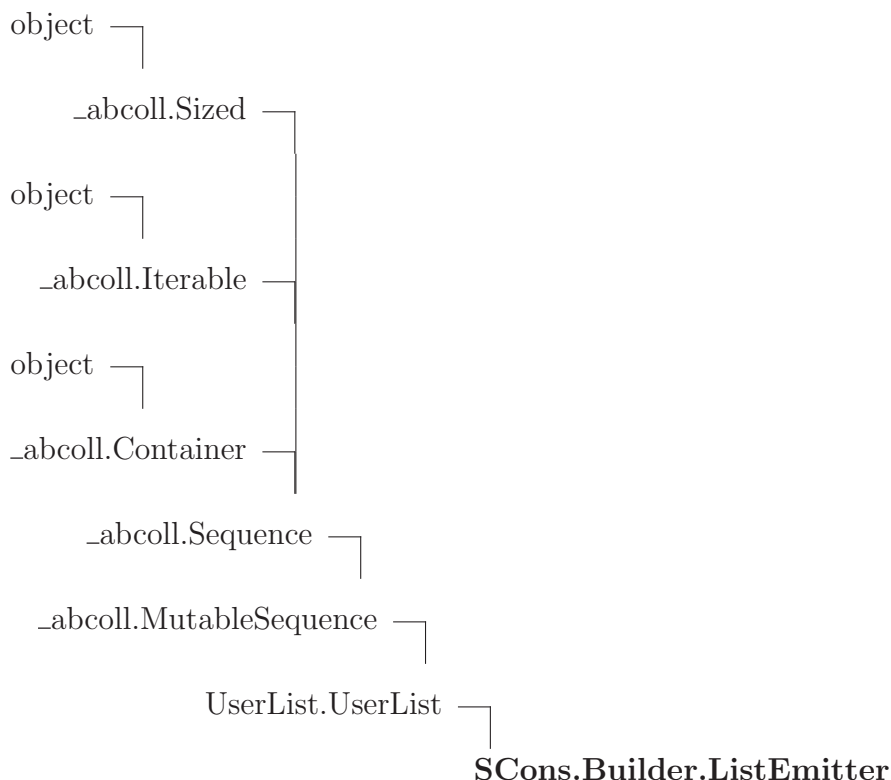 object
_abcoll.Sized
object
_abcoll.Iterable
object
_abcoll.Container
_abcoll.Sequence
_abcoll.MutableSequence
UserList.UserList
SCons.Builder.ListEmitter